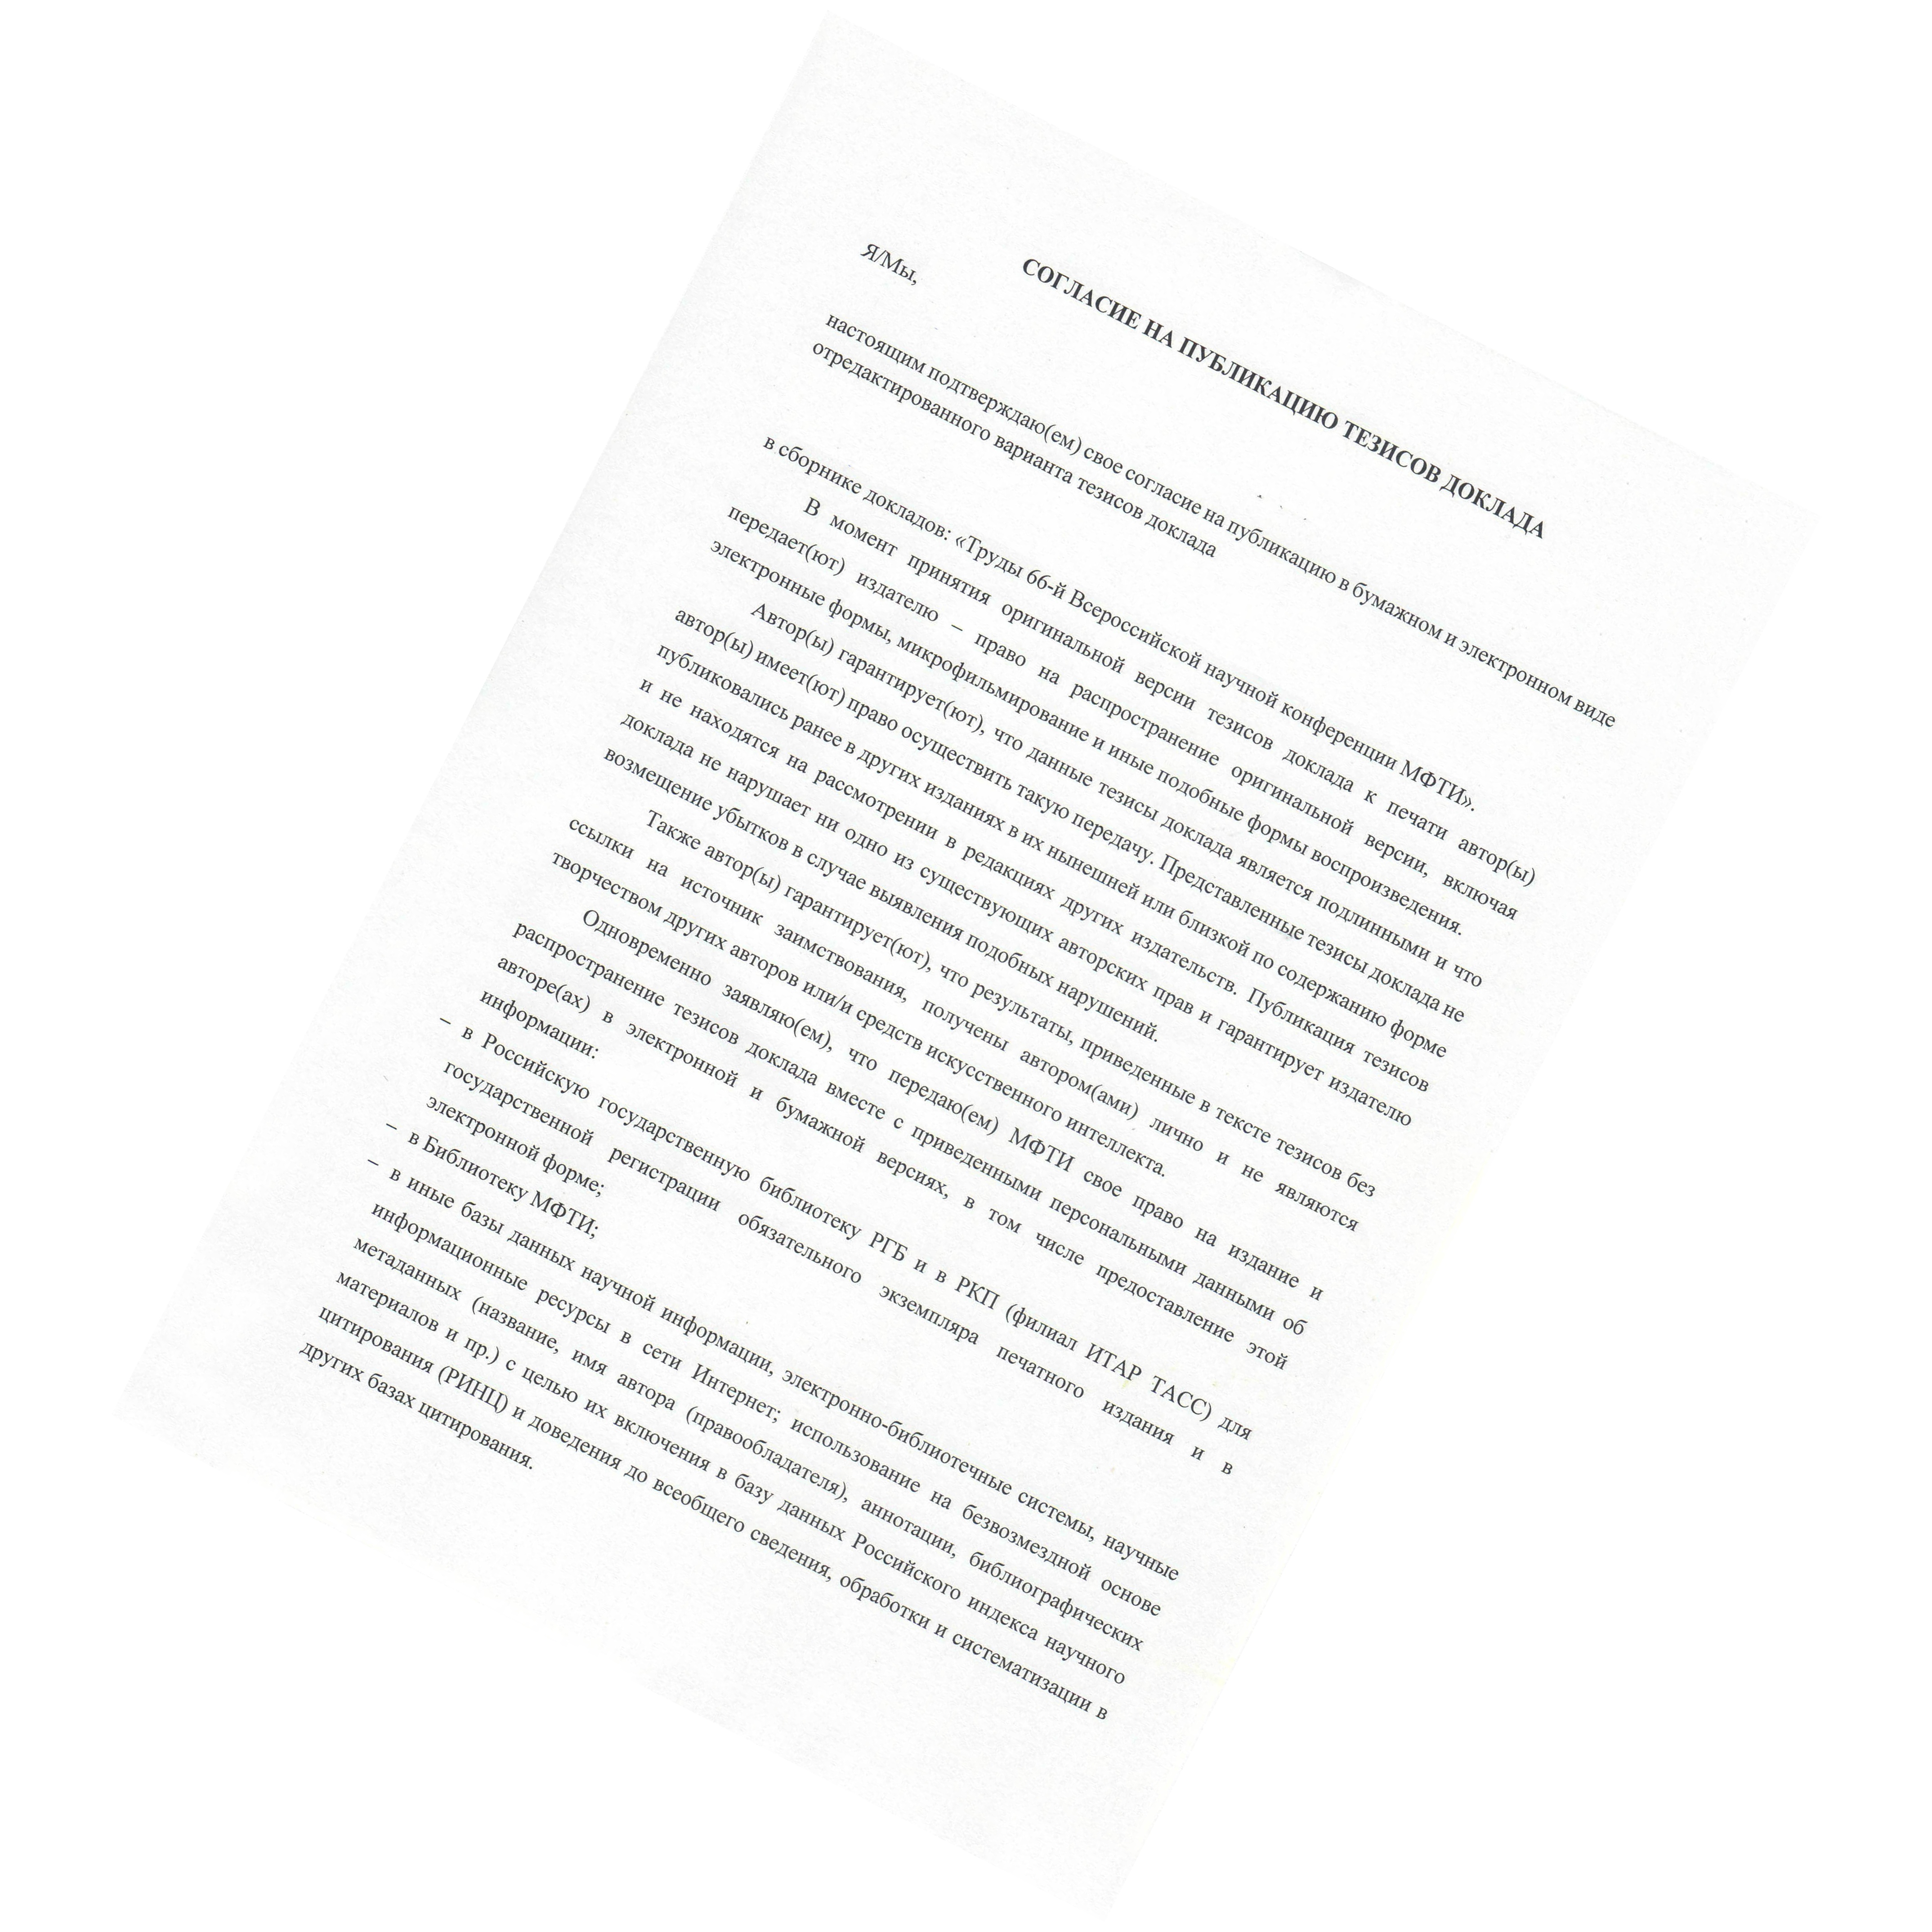 СОГЛАСИЕ НА ПУБЛИКАЦИЮ ТЕЗИСОВ ДОКЛАДА
Я/Мы,
настоящим подтверждаю(ем) свое согласие на публикацию в бумажном и электронном виде
отредактированного варианта тезисов доклада
в сборнике докладов: «Труды 66-й Всероссийской научной конференции МФТИ».
В момент принятия оригинальной версии тезисов доклада к печати автор(ы)
передает(ют) издателю – право на распространение оригинальной версии, включая
электронные формы, микрофильмирование и иные подобные формы воспроизведения.
Автор(ы) гарантирует(ют), что данные тезисы доклада является подлинными и что
автор(ы) имеет(ют) право осуществить такую передачу. Представленные тезисы доклада не
публиковались ранее в других изданиях в их нынешней или близкой по содержанию форме
и не находятся на рассмотрении в редакциях других издательств. Публикация тезисов
доклада не нарушает ни одно из существующих авторских прав и гарантирует издателю
возмещение убытков в случае выявления подобных нарушений.
Также автор(ы) гарантирует(ют), что результаты, приведенные в тексте тезисов без
ссылки на источник заимствования, получены автором(ами) лично и не являются
творчеством других авторов или/и средств искусственного интеллекта.
Одновременно заявляю(ем), что передаю(ем) МФТИ свое право на издание и
распространение тезисов доклада вместе с приведенными персональными данными об
авторе(ах) в электронной и бумажной версиях, в том числе предоставление этой
информации:
– в Российскую государственную библиотеку РГБ и в РКП (филиал ИТАР ТАСС) для
государственной регистрации обязательного экземпляра печатного издания и в
электронной форме;
– в Библиотеку МФТИ;
– в иные базы данных научной информации, электронно-библиотечные системы, научные
информационные ресурсы в сети Интернет; использование на безвозмездной основе
метаданных (название, имя автора (правообладателя), аннотации, библиографических
материалов и пр.) с целью их включения в базу данных Российского индекса научного
цитирования (РИНЦ) и доведения до всеобщего сведения, обработки и систематизации в
других базах цитирования.